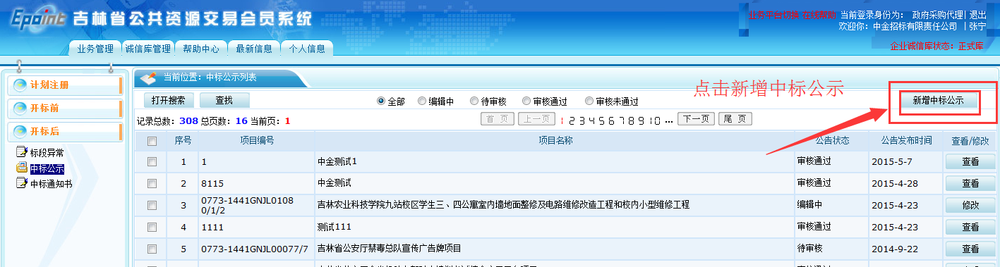 Epoint 吉林省公共资源交易会员系统
业务平台切换 在线帮助 当前登录身份为： 政府采购代理| 退出
欢迎你：中金招标有限责任公司 | 张宁
企业诚信库状态：正式库
业务管理 诚信库管理 帮助中心 最新信息 个人信息
计划注册
开标前
开标后
标段异常
中标公示
中标通知书
当前位置：中标公示列表
点击新增中标公示
打开搜索 查找 全部 编辑中 待审核 审核通过 审核未通过 新增中标公示
记录总数：308 总页数：16 当前页：1 首 页 上一页 1 2 3 4 5 6 7 8 9 10 ... 下一页 尾 页
序号 项目编号 项目名称 公告状态 公告发布时间 查看/修改
1 1 中金测试1 审核通过 2015-5-7 查看
2 8115 中金测试 审核通过 2015-4-28 查看
3 0773-1441GNJL0108
0/1/2 吉林农业科技学院九站校区学生三、四公寓室内墙地面整修及电路维修改造工程和校内小型维修工程 编辑中 2015-4-23 修改
4 1111 测试111 审核通过 2015-4-23 查看
5 0773-1441GNJL00077/7 吉林省公安厅禁毒总队宣传广告牌项目 待审核 2014-9-22 查看